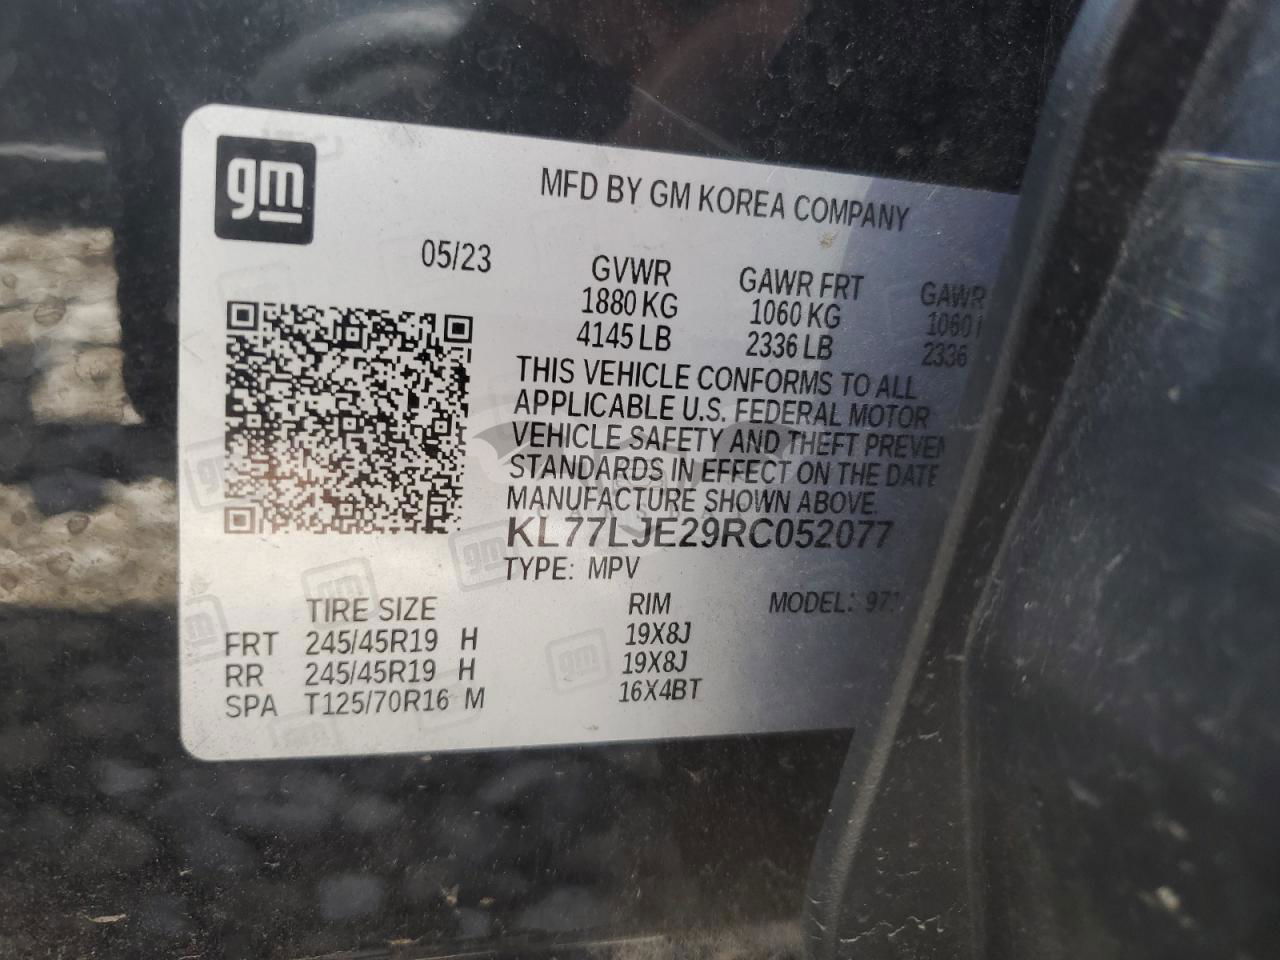 gm
MFD BY GM KOREA COMPANY
05/23
GVWR GAWR FRT GAWR
1880 KG 1060 KG 1060
4145 LB 2336 LB 2336
THIS VEHICLE CONFORMS TO ALL
APPLICABLE U.S. FEDERAL MOTOR
VEHICLE SAFETY AND THEFT PREVEN
STANDARDS IN EFFECT ON THE DATE
MANUFACTURE SHOWN ABOVE.
KL77LJE29RC052077
TYPE: MPV
TIRE SIZE RIM MODEL: 97
FRT 245/45R19 H 19X8J
RR 245/45R19 H 19X8J
SPA T125/70R16 M 16X4BT